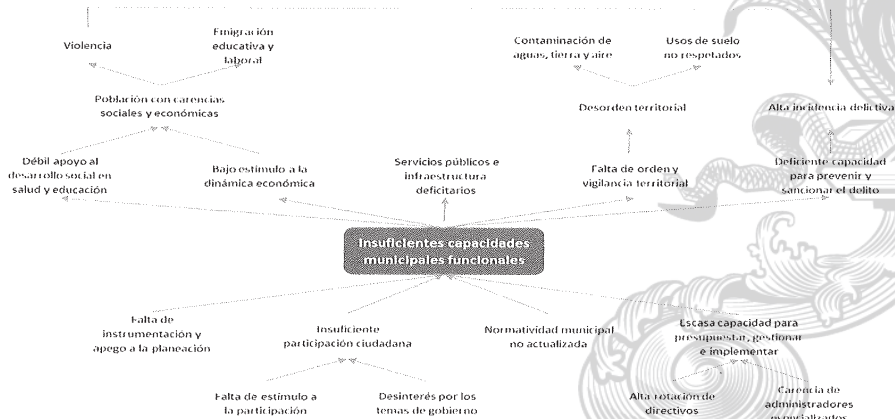 Violencia
Emigración
educativa y
laboral
Contaminación de
aguas, tierra y aire
Usos de suelo
no respetados
Población con carencias
sociales y económicas
Desorden territorial
Alta incidencia delictiva
Débil apoyo al
desarrollo social en
salud y educación
Bajo estímulo a la
dinámica económica
Servicios públicos e
infraestructura
deficitarios
Falta de orden y
vigilancia territorial
Deficiente capacidad
para prevenir y
sancionar el delito
Insuficientes capacidades
municipales funcionales
Falta de
instrumentación y
apego a la planeación
Insuficiente
participación ciudadana
Normatividad municipal
no actualizada
Escasa capacidad para
presupuestar, gestionar
e implementar
Falta de estímulo a
la participación
Desinterés por los
temas de gobierno
Alta rotación de
directivos
Carencia de
administradores
especializados